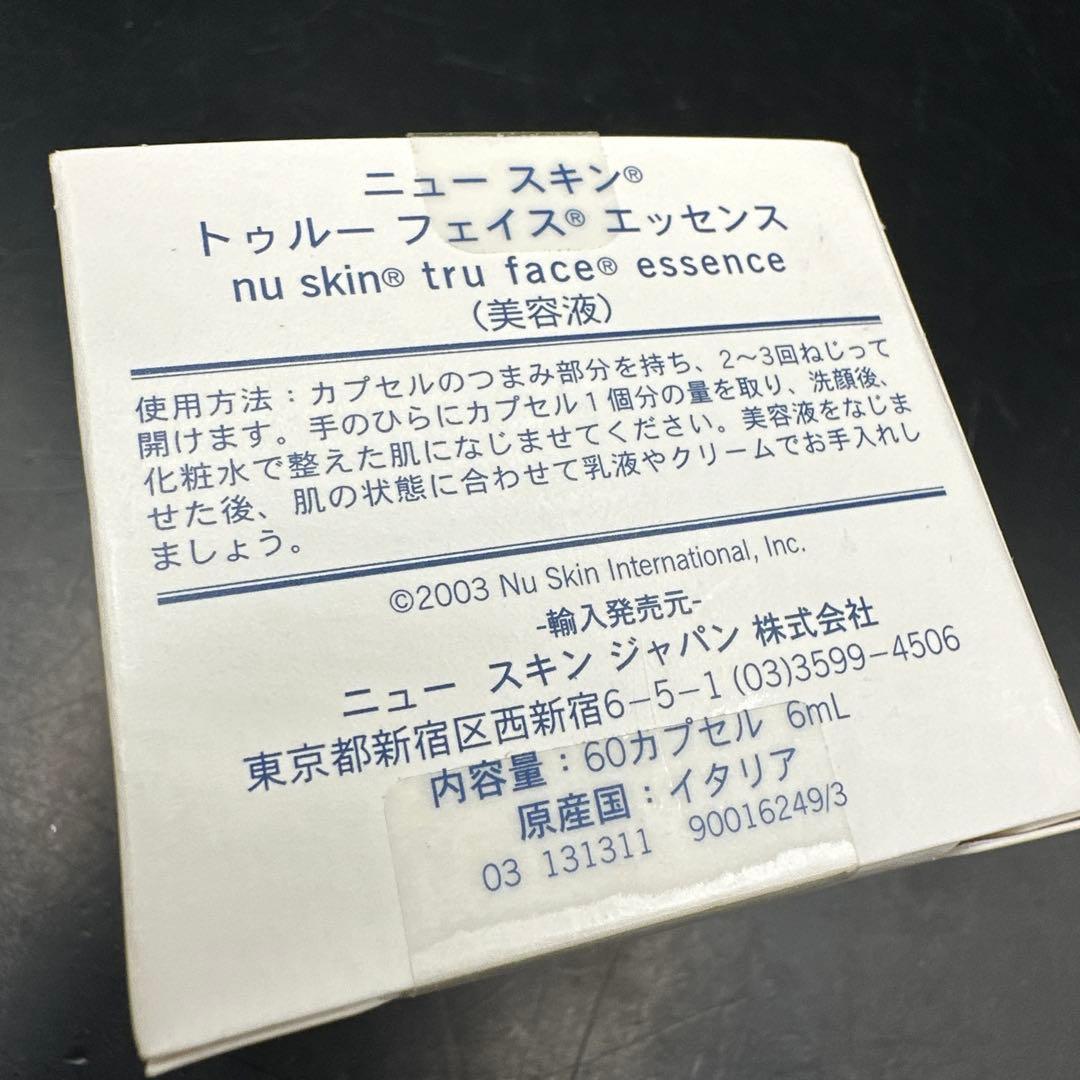 ニュー スキン®
トゥルー フェイス® エッセンス
nu skin® tru face® essence
(美容液)
使用方法：カプセルのつまみ部分を持ち、2～3回ねじって
開けます。手のひらにカプセル1個分の量を取り、洗顔後、
化粧水で整えた肌になじませてください。美容液をなじま
せた後、肌の状態に合わせて乳液やクリームでお手入れし
ましょう。
©2003 Nu Skin International, Inc.
-輸入発売元-
ニュー スキン ジャパン 株式会社
東京都新宿区西新宿6−5−1 (03)3599−4506
内容量：60カプセル 6mL
原産国：イタリア
03 131311 90016249/3